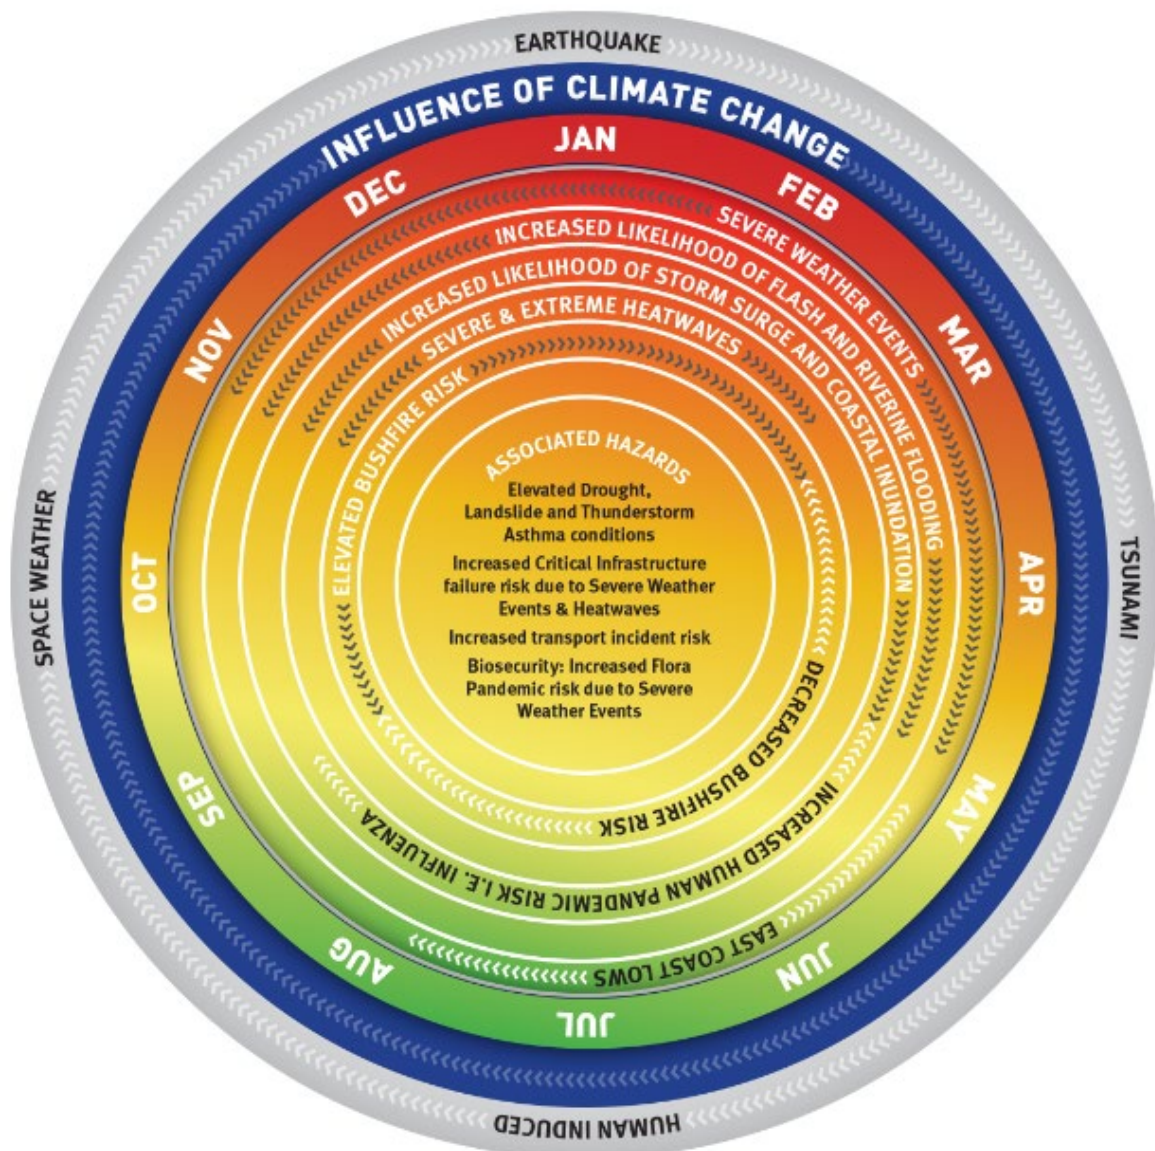 EARTHQUAKE
INFLUENCE OF CLIMATE CHANGE
JAN
FEB
MAR
APR
MAY
JUN
JUL
AUG
SEP
OCT
NOV
DEC
TSUNAMI
HUMAN INDUCED
SPACE WEATHER
SEVERE WEATHER EVENTS
INCREASED LIKELIHOOD OF FLASH AND RIVERINE FLOODING
INCREASED LIKELIHOOD OF STORM SURGE AND COASTAL INUNDATION
SEVERE & EXTREME HEATWAVES
ELEVATED BUSHFIRE RISK
DECREASED BUSHFIRE RISK
INCREASED HUMAN PANDEMIC RISK I.E. INFLUENZA
EAST COAST LOWS
ASSOCIATED HAZARDS
Elevated Drought,
Landslide and Thunderstorm
Asthma conditions
Increased Critical Infrastructure
failure risk due to Severe Weather
Events & Heatwaves
Increased transport incident risk
Biosecurity: Increased Flora
Pandemic risk due to Severe
Weather Events